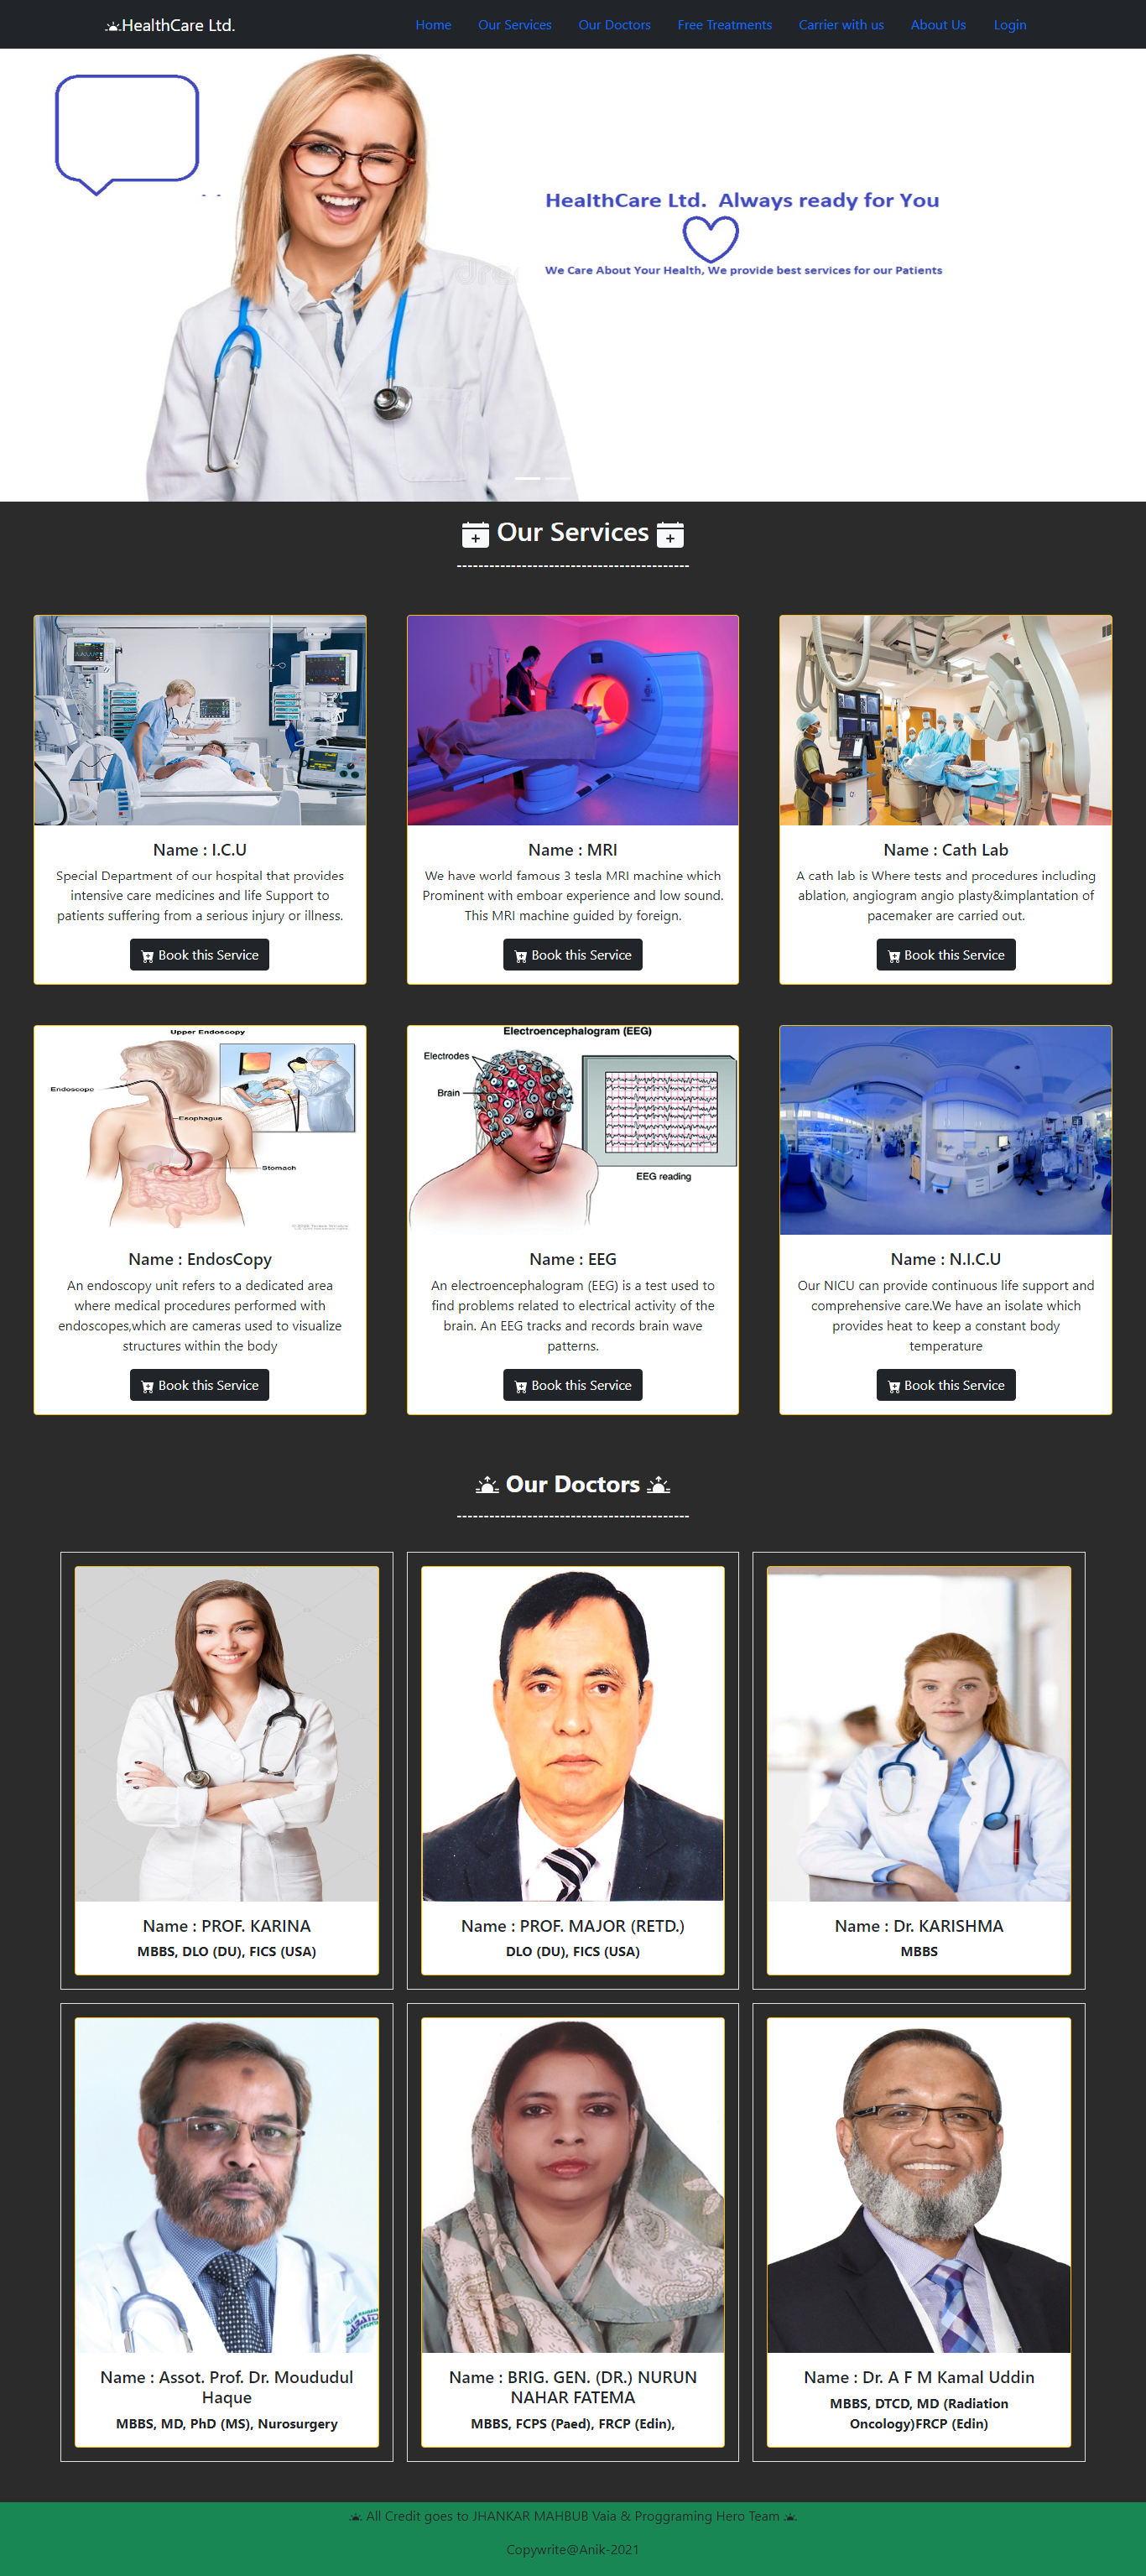 HealthCare Ltd.
Home Our Services Our Doctors Free Treatments Carrier with us About Us Login
HealthCare Ltd. Always ready for You
We Care About Your Health, We provide best services for our Patients
Our Services
------------------------------------------
Name : I.C.U
Special Department of our hospital that provides
intensive care medicines and life Support to
patients suffering from a serious injury or illness.
Book this Service
Name : MRI
We have world famous 3 tesla MRI machine which
Prominent with emboar experience and low sound.
This MRI machine guided by foreign.
Book this Service
Name : Cath Lab
A cath lab is Where tests and procedures including
ablation, angiogram angio plasty&implantation of
pacemaker are carried out.
Book this Service
Upper Endoscopy
Endoscope
Esophagus
Stomach
Name : EndosCopy
An endoscopy unit refers to a dedicated area
where medical procedures performed with
endoscopes,which are cameras used to visualize
structures within the body
Book this Service
Electroencephalogram (EEG)
Electrodes
Brain
EEG reading
Name : EEG
An electroencephalogram (EEG) is a test used to
find problems related to electrical activity of the
brain. An EEG tracks and records brain wave
patterns.
Book this Service
Name : N.I.C.U
Our NICU can provide continuous life support and
comprehensive care.We have an isolate which
provides heat to keep a constant body
temperature
Book this Service
Our Doctors
------------------------------------------
Name : PROF. KARINA
MBBS, DLO (DU), FICS (USA)
Name : PROF. MAJOR (RETD.)
DLO (DU), FICS (USA)
Name : Dr. KARISHMA
MBBS
Name : Assot. Prof. Dr. Moududul
Haque
MBBS, MD, PhD (MS), Nurosurgery
Name : BRIG. GEN. (DR.) NURUN
NAHAR FATEMA
MBBS, FCPS (Paed), FRCP (Edin),
Name : Dr. A F M Kamal Uddin
MBBS, DTCD, MD (Radiation
Oncology)FRCP (Edin)
All Credit goes to JHANKAR MAHBUB Vaia & Proggraming Hero Team
Copywrite@Anik-2021